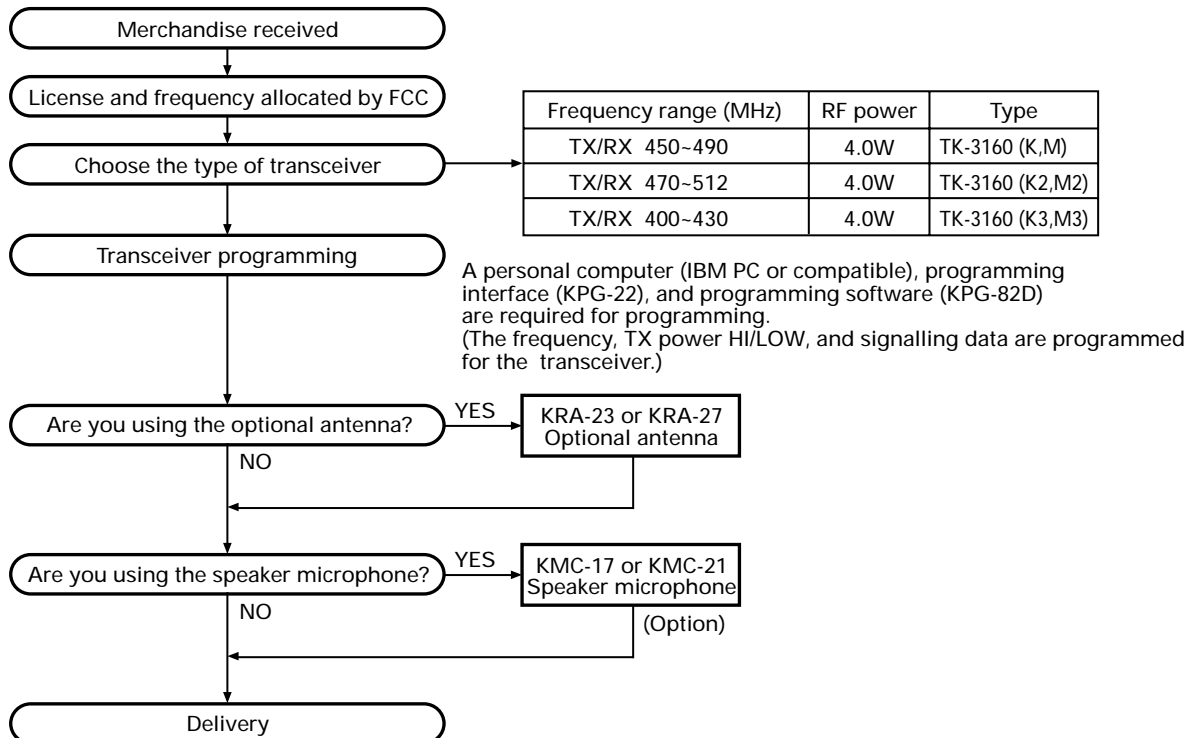 Merchandise received
License and frequency allocated by FCC
Choose the type of transceiver
Frequency range (MHz) RF power Type
TX/RX 450~490 4.0W TK-3160 (K,M)
TX/RX 470~512 4.0W TK-3160 (K2,M2)
TX/RX 400~430 4.0W TK-3160 (K3,M3)
Transceiver programming
A personal computer (IBM PC or compatible), programming
interface (KPG-22), and programming software (KPG-82D)
are required for programming.
(The frequency, TX power HI/LOW, and signalling data are programmed
for the transceiver.)
Are you using the optional antenna?
YES
KRA-23 or KRA-27
Optional antenna
NO
Are you using the speaker microphone?
YES
KMC-17 or KMC-21
Speaker microphone
NO
(Option)
Delivery